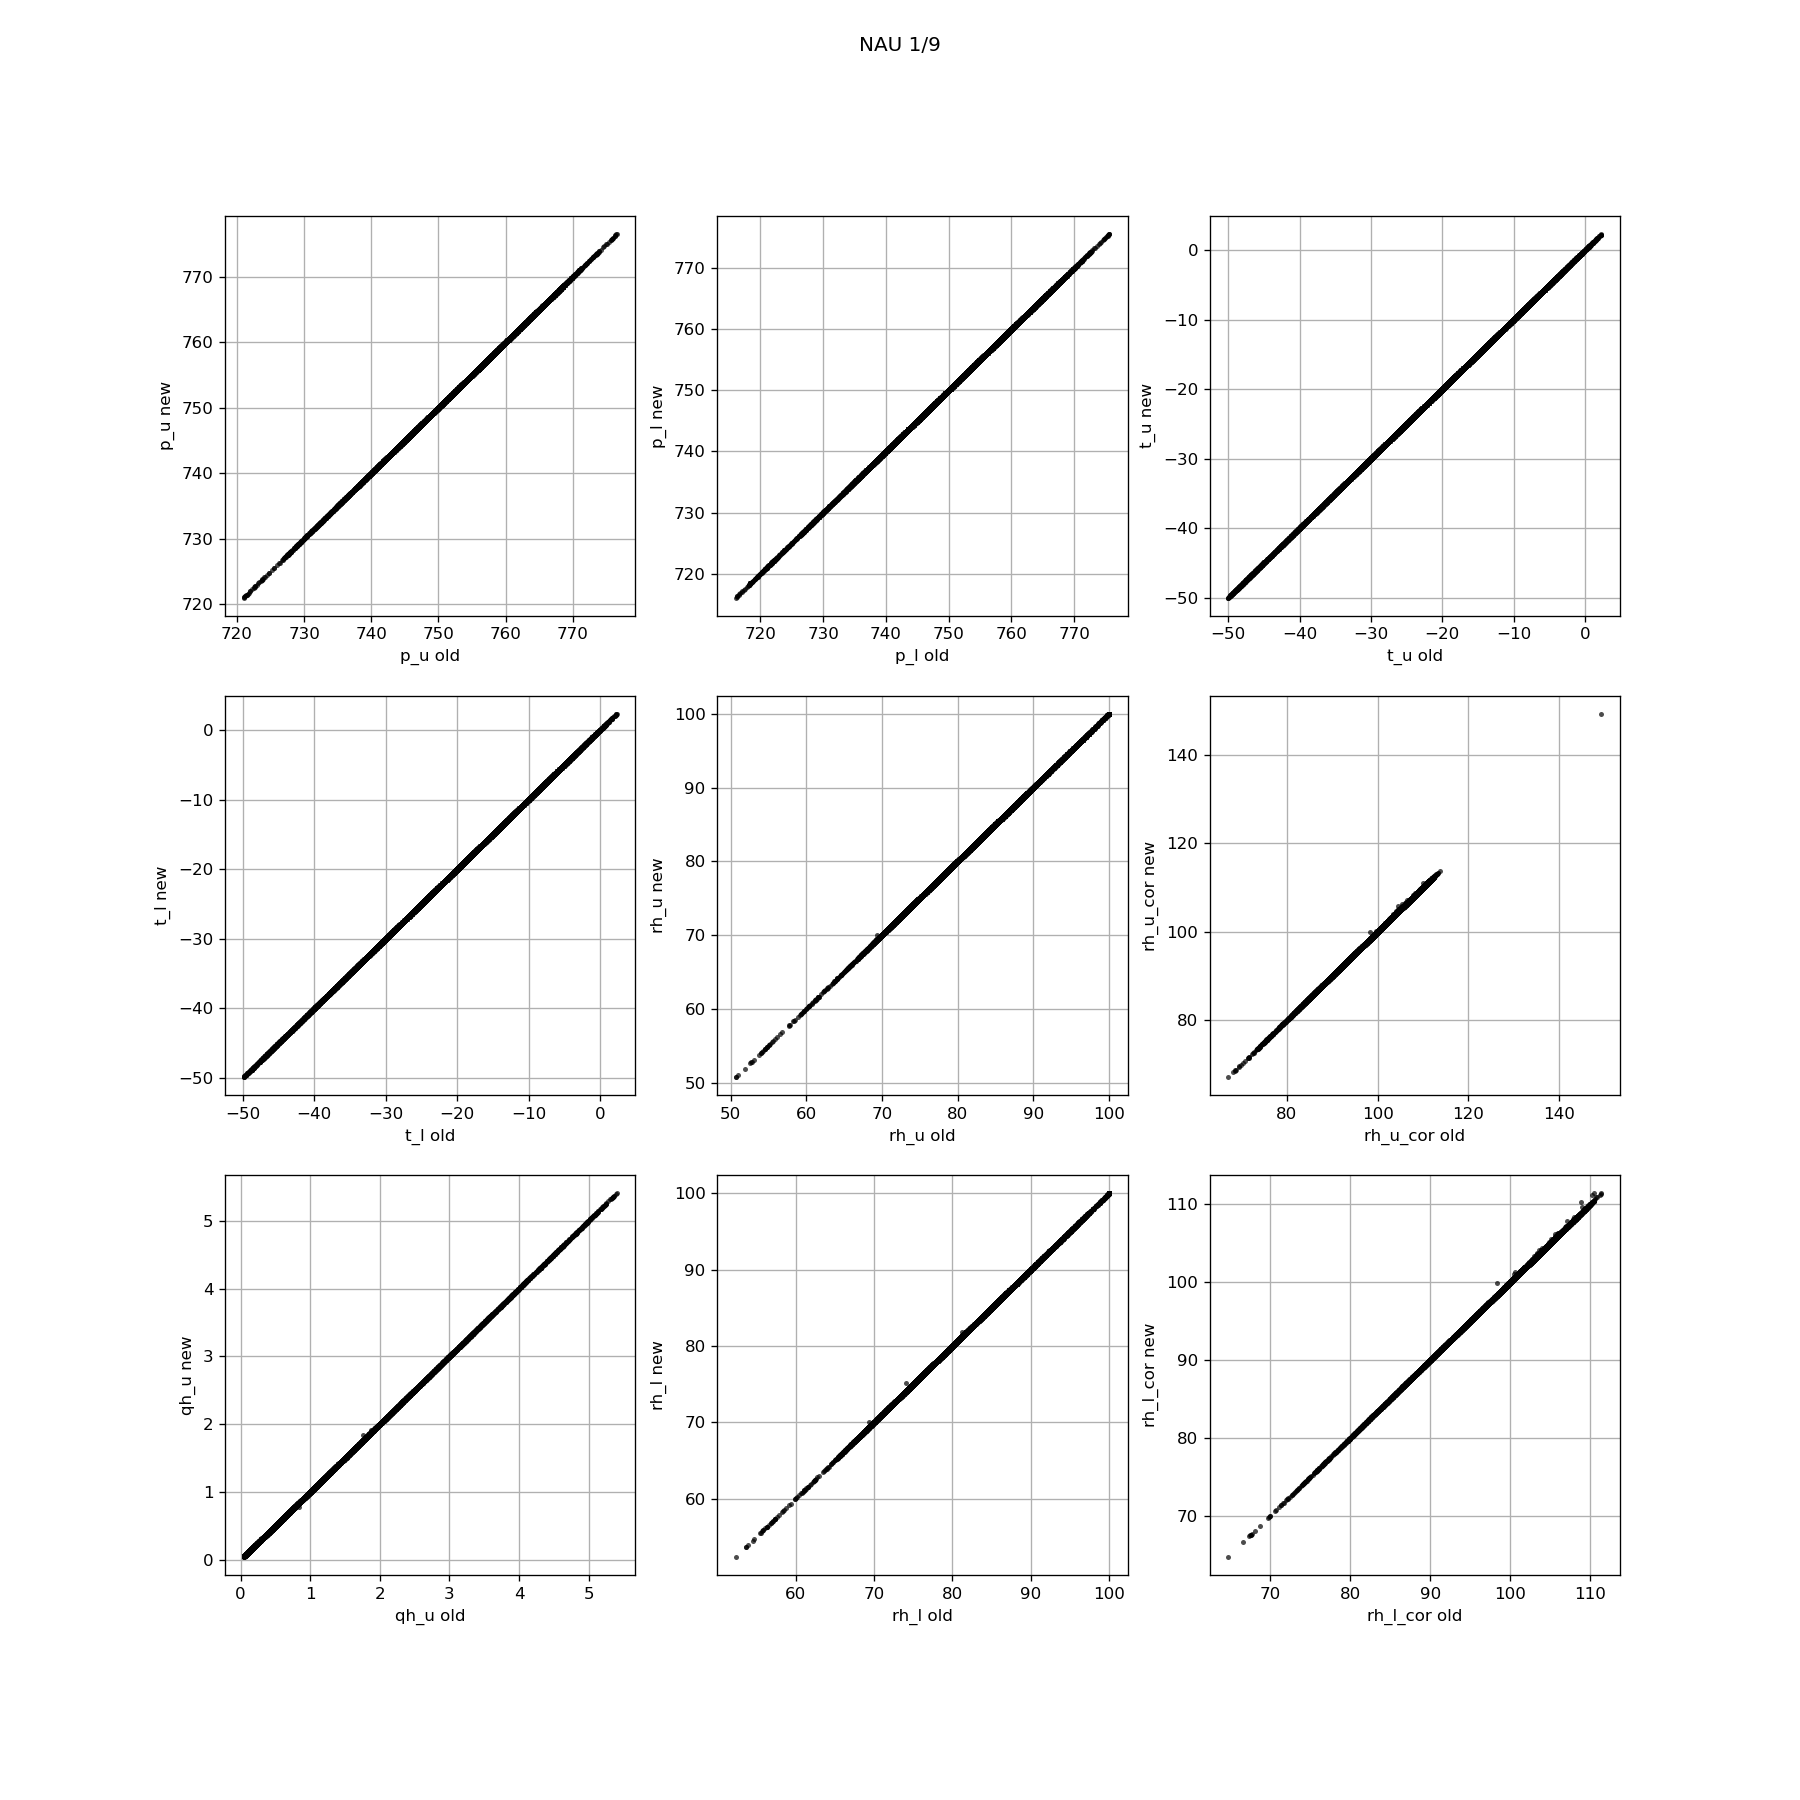 NAU 1/9
770
760
750
740
730
720
p_u new
720 730 740 750 760 770
p_u old
770
760
750
740
730
720
p_l new
720 730 740 750 760 770
p_l old
0
−10
−20
−30
−40
−50
t_u new
−50 −40 −30 −20 −10 0
t_u old
0
−10
−20
−30
−40
−50
t_l new
−50 −40 −30 −20 −10 0
t_l old
100
90
80
70
60
50
rh_u new
50 60 70 80 90 100
rh_u old
140
120
100
80
rh_u_cor new
80 100 120 140
rh_u_cor old
5
4
3
2
1
0
qh_u new
0 1 2 3 4 5
qh_u old
100
90
80
70
60
rh_l new
60 70 80 90 100
rh_l old
110
100
90
80
70
rh_l_cor new
70 80 90 100 110
rh_l_cor old